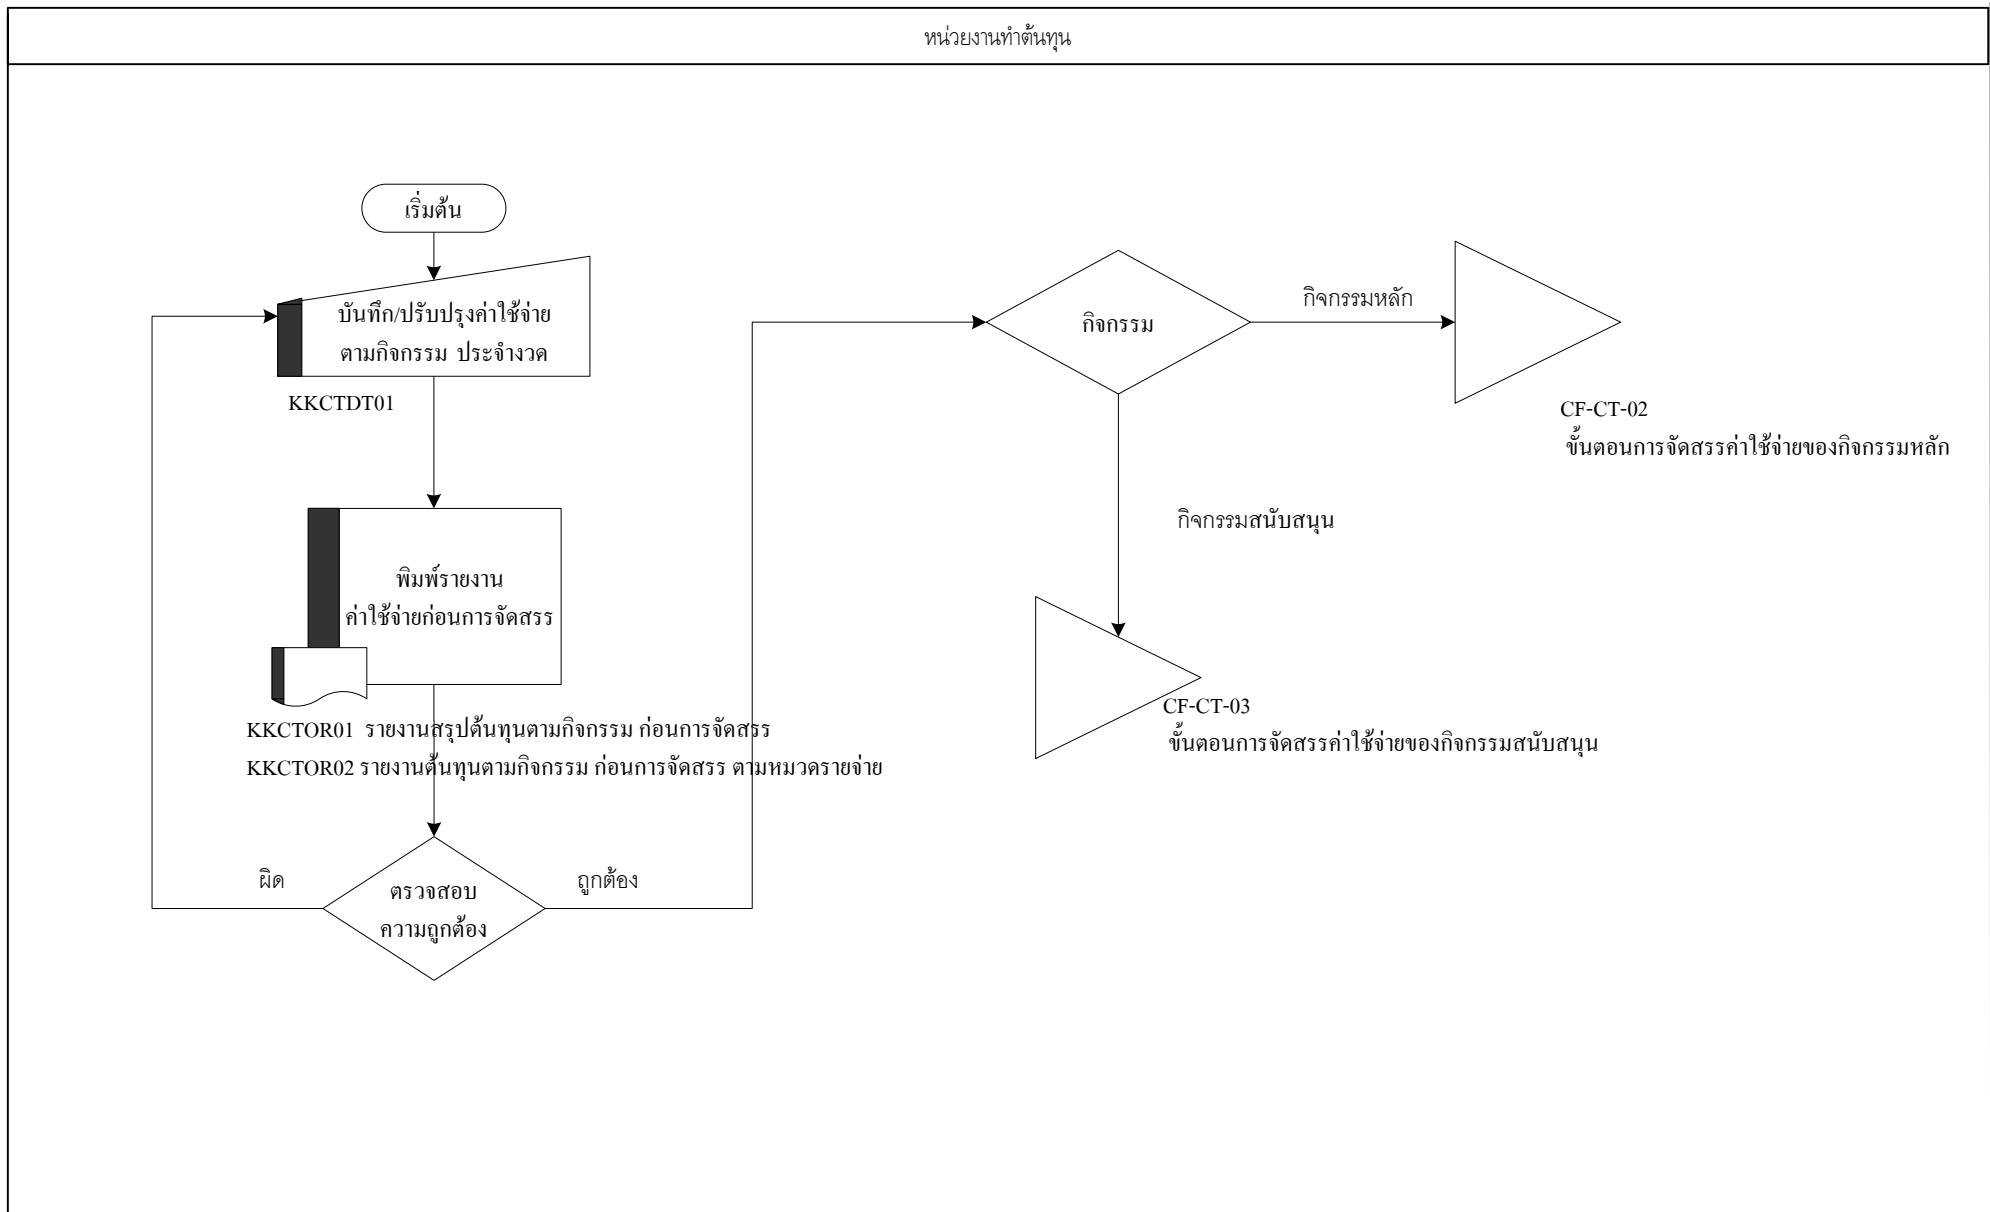 หน่วยงานทำต้นทุน
เริ่มต้น
บันทึก/ปรับปรุงค่าใช้จ่าย
ตามกิจกรรม ประจำงวด
KKCTDT01
พิมพ์รายงาน
ค่าใช้จ่ายก่อนการจัดสรร
KKCTOR01 รายงานสรุปต้นทุนตามกิจกรรม ก่อนการจัดสรร
KKCTOR02 รายงานต้นทุนตามกิจกรรม ก่อนการจัดสรร ตามหมวดรายจ่าย
ผิด
ตรวจสอบ
ความถูกต้อง
ถูกต้อง
กิจกรรม
กิจกรรมหลัก
CF-CT-02
ขั้นตอนการจัดสรรค่าใช้จ่ายของกิจกรรมหลัก
กิจกรรมสนับสนุน
CF-CT-03
ขั้นตอนการจัดสรรค่าใช้จ่ายของกิจกรรมสนับสนุน